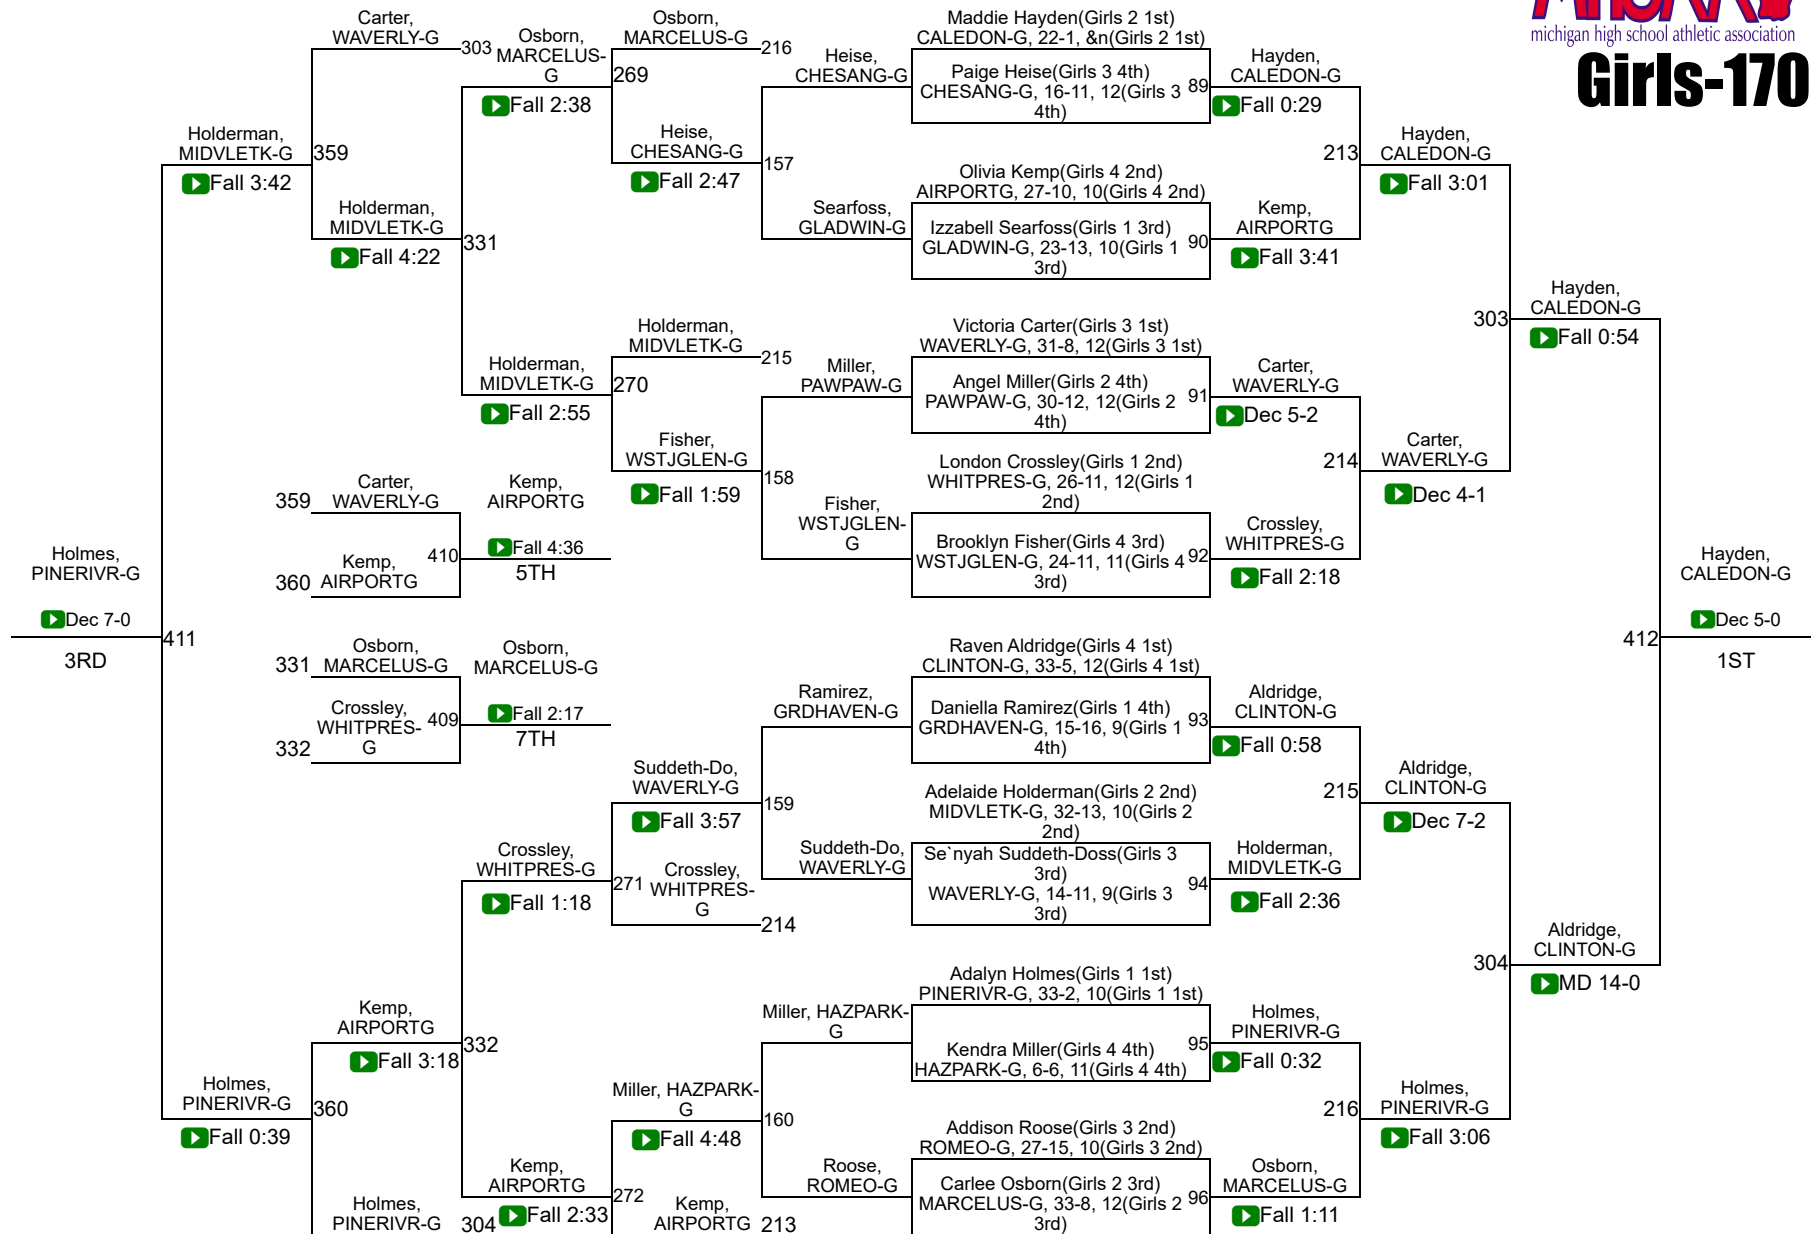 michigan high school athletic association
Girls-170
Carter,
WAVERLY-G
303
Osborn,
MARCELUS-
G
Fall 2:38
Osborn,
MARCELUS-G
216
269
Heise,
CHESANG-G
Fall 2:47
Heise,
CHESANG-G
157
Searfoss,
GLADWIN-G
Maddie Hayden(Girls 2 1st)
CALEDON-G, 22-1, &n(Girls 2 1st)
Paige Heise(Girls 3 4th)
CHESANG-G, 16-11, 12(Girls 3
4th)
89
Hayden,
CALEDON-G
Fall 0:29
Olivia Kemp(Girls 4 2nd)
AIRPORTG, 27-10, 10(Girls 4 2nd)
Izzabell Searfoss(Girls 1 3rd)
GLADWIN-G, 23-13, 10(Girls 1
3rd)
90
Kemp,
AIRPORTG
Fall 3:41
213
Hayden,
CALEDON-G
Fall 3:01
Holderman,
MIDVLETK-G
Fall 3:42
359
Holderman,
MIDVLETK-G
Fall 4:22
331
Holderman,
MIDVLETK-G
Fall 2:55
Holderman,
MIDVLETK-G
215
270
Fisher,
WSTJGLEN-G
Fall 1:59
Miller,
PAWPAW-G
158
Fisher,
WSTJGLEN-
G
Victoria Carter(Girls 3 1st)
WAVERLY-G, 31-8, 12(Girls 3 1st)
Angel Miller(Girls 2 4th)
PAWPAW-G, 30-12, 12(Girls 2
4th)
91
Carter,
WAVERLY-G
Dec 5-2
London Crossley(Girls 1 2nd)
WHITPRES-G, 26-11, 12(Girls 1
2nd)
Brooklyn Fisher(Girls 4 3rd)
WSTJGLEN-G, 24-11, 11(Girls 4
3rd)
92
Crossley,
WHITPRES-G
Fall 2:18
214
Carter,
WAVERLY-G
Dec 4-1
303
Hayden,
CALEDON-G
Fall 0:54
359
Carter,
WAVERLY-G
360
Kemp,
AIRPORTG
410
Kemp,
AIRPORTG
Fall 4:36
5TH
Holmes,
PINERIVR-G
Dec 7-0
3RD
411
331
Osborn,
MARCELUS-G
332
Crossley,
WHITPRES-
G
409
Osborn,
MARCELUS-G
Fall 2:17
7TH
412
Hayden,
CALEDON-G
Dec 5-0
1ST
Raven Aldridge(Girls 4 1st)
CLINTON-G, 33-5, 12(Girls 4 1st)
Daniella Ramirez(Girls 1 4th)
GRDHAVEN-G, 15-16, 9(Girls 1
4th)
93
Ramirez,
GRDHAVEN-G
Aldridge,
CLINTON-G
Fall 0:58
Suddeth-Do,
WAVERLY-G
Fall 3:57
159
Adelaide Holderman(Girls 2 2nd)
MIDVLETK-G, 32-13, 10(Girls 2
2nd)
Se`nyah Suddeth-Doss(Girls 3
3rd)
WAVERLY-G, 14-11, 9(Girls 3
3rd)
94
Suddeth-Do,
WAVERLY-G
Holderman,
MIDVLETK-G
Fall 2:36
215
Aldridge,
CLINTON-G
Dec 7-2
Crossley,
WHITPRES-G
Fall 1:18
271
Crossley,
WHITPRES-
G
214
304
Aldridge,
CLINTON-G
MD 14-0
Kemp,
AIRPORTG
Fall 3:18
332
Adalyn Holmes(Girls 1 1st)
PINERIVR-G, 33-2, 10(Girls 1 1st)
Kendra Miller(Girls 4 4th)
HAZPARK-G, 6-6, 11(Girls 4 4th)
95
Miller, HAZPARK-
G
Holmes,
PINERIVR-G
Fall 0:32
Holmes,
PINERIVR-G
Fall 0:39
360
Miller, HAZPARK-
G
Fall 4:48
160
Addison Roose(Girls 3 2nd)
ROMEO-G, 27-15, 10(Girls 3 2nd)
Carlee Osborn(Girls 2 3rd)
MARCELUS-G, 33-8, 12(Girls 2
3rd)
96
Roose,
ROMEO-G
Osborn,
MARCELUS-G
Fall 1:11
216
Holmes,
PINERIVR-G
Fall 3:06
Kemp,
AIRPORTG
Fall 2:33
272
Kemp,
AIRPORTG
213
Holmes,
PINERIVR-G
304